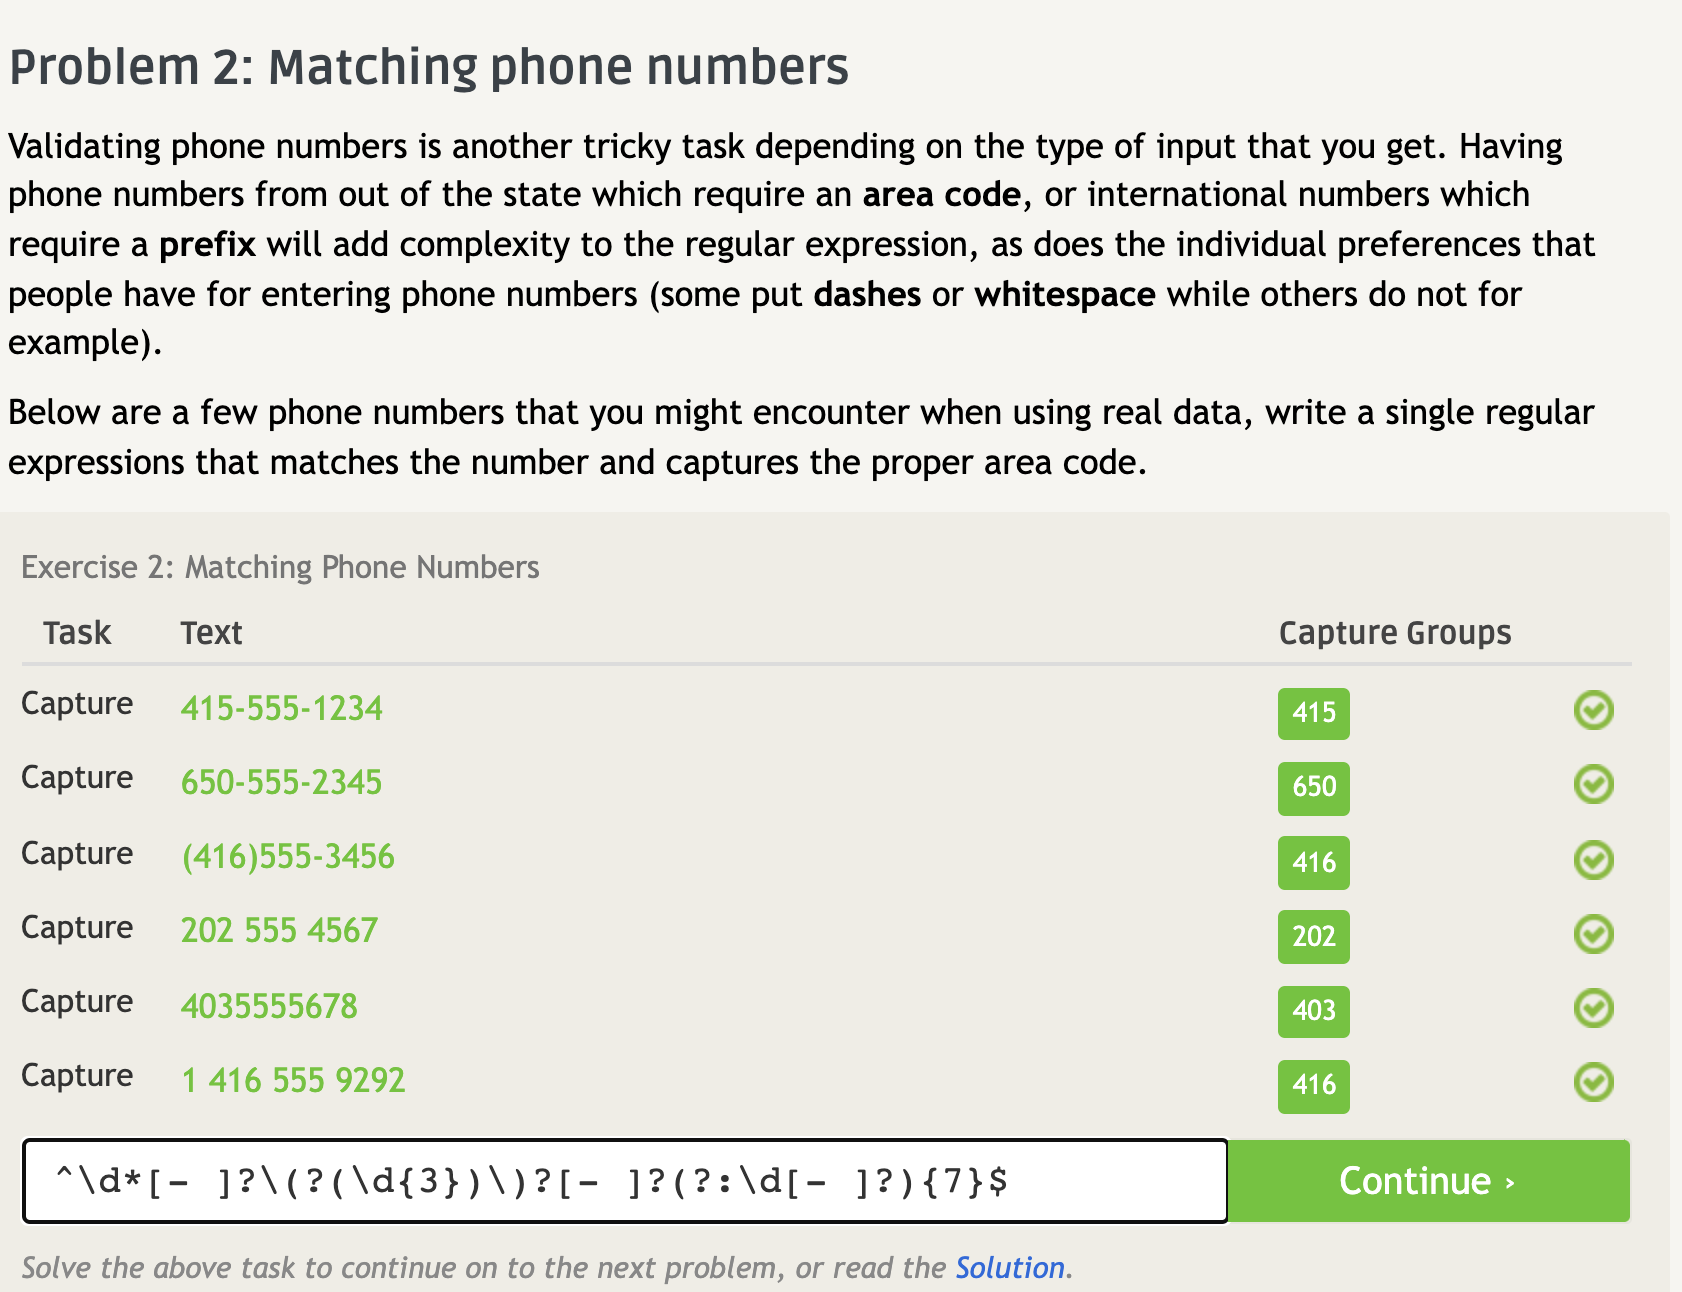 Problem 2: Matching phone numbers
Validating phone numbers is another tricky task depending on the type of input that you get. Having
phone numbers from out of the state which require an area code, or international numbers which
require a prefix will add complexity to the regular expression, as does the individual preferences that
people have for entering phone numbers (some put dashes or whitespace while others do not for
example).
Below are a few phone numbers that you might encounter when using real data, write a single regular
expressions that matches the number and captures the proper area code.
Exercise 2: Matching Phone Numbers
Task Text Capture Groups
Capture 415-555-1234 415
Capture 650-555-2345 650
Capture (416)555-3456 416
Capture 202 555 4567 202
Capture 4035555678 403
Capture 1 416 555 9292 416
^\d*[- ]?\(?(\d{3})\)?[- ]?(?:\d[- ]?){7}$ Continue ›
Solve the above task to continue on to the next problem, or read the Solution.